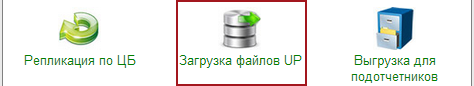 Репликация по ЦБ
Загрузка файлов UP
Выгрузка для
подотчетников